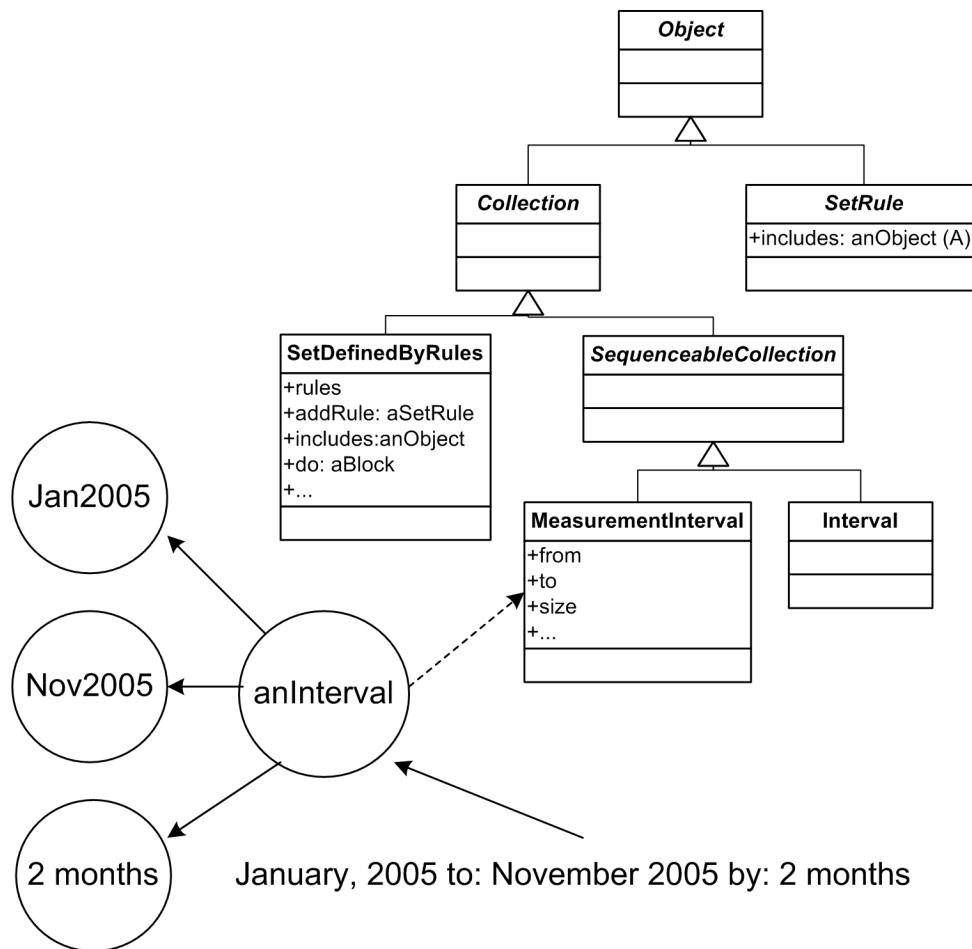 Object
Collection
SetRule
+includes: anObject (A)
SetDefinedByRules
+rules
+addRule: aSetRule
+includes:anObject
+do: aBlock
+...
SequenceableCollection
MeasurementInterval
+from
+to
+size
+...
Interval
Jan2005
Nov2005
anInterval
2 months
January, 2005 to: November 2005 by: 2 months